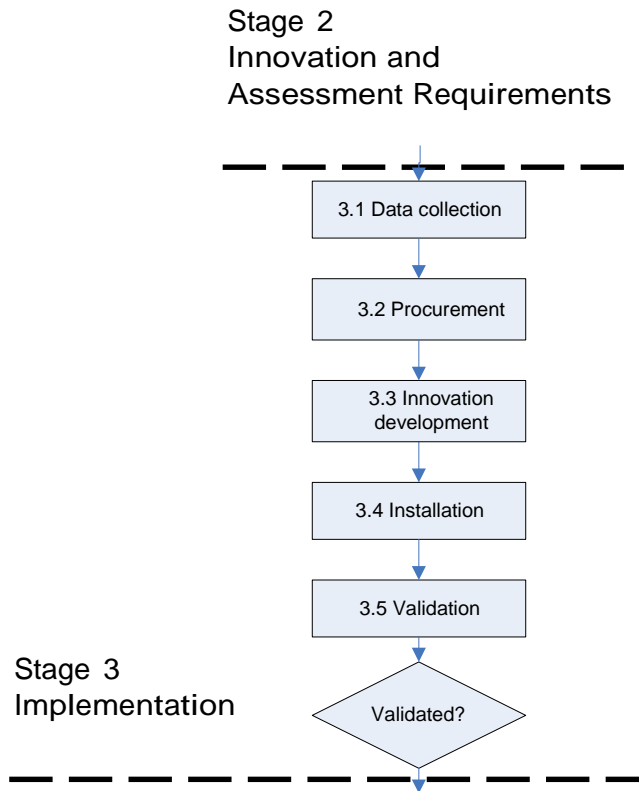 Stage 2
Innovation and
Assessment Requirements
3.1 Data collection
3.2 Procurement
3.3 Innovation
development
3.4 Installation
3.5 Validation
Stage 3
Implementation
Validated?